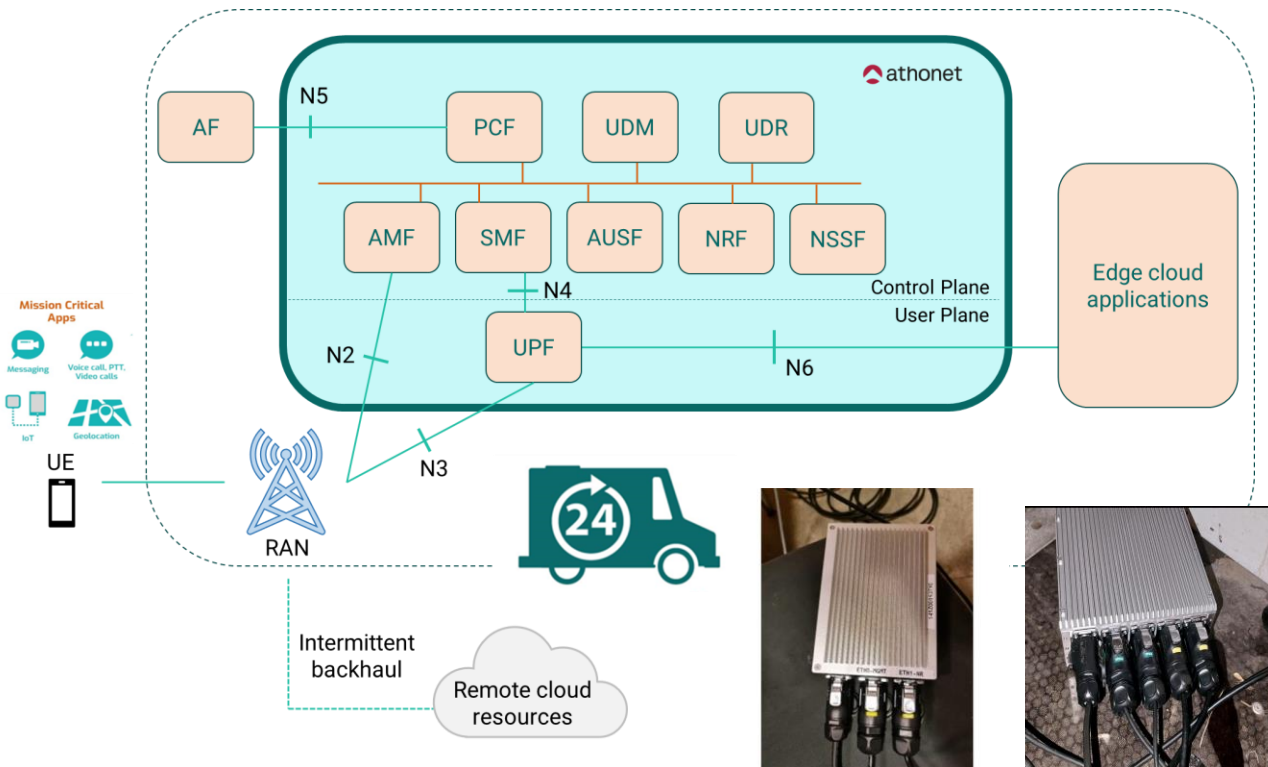 athonet
N5
AF
PCF
UDM
UDR
AMF
SMF
AUSF
NRF
NSSF
Edge cloud
applications
N4
Control Plane
User Plane
Mission Critical
Apps
Messaging
Voice call, PTT,
Video calls
IoT
Geolocation
N2
UPF
N6
N3
UE
RAN
24
Intermittent
backhaul
Remote cloud
resources